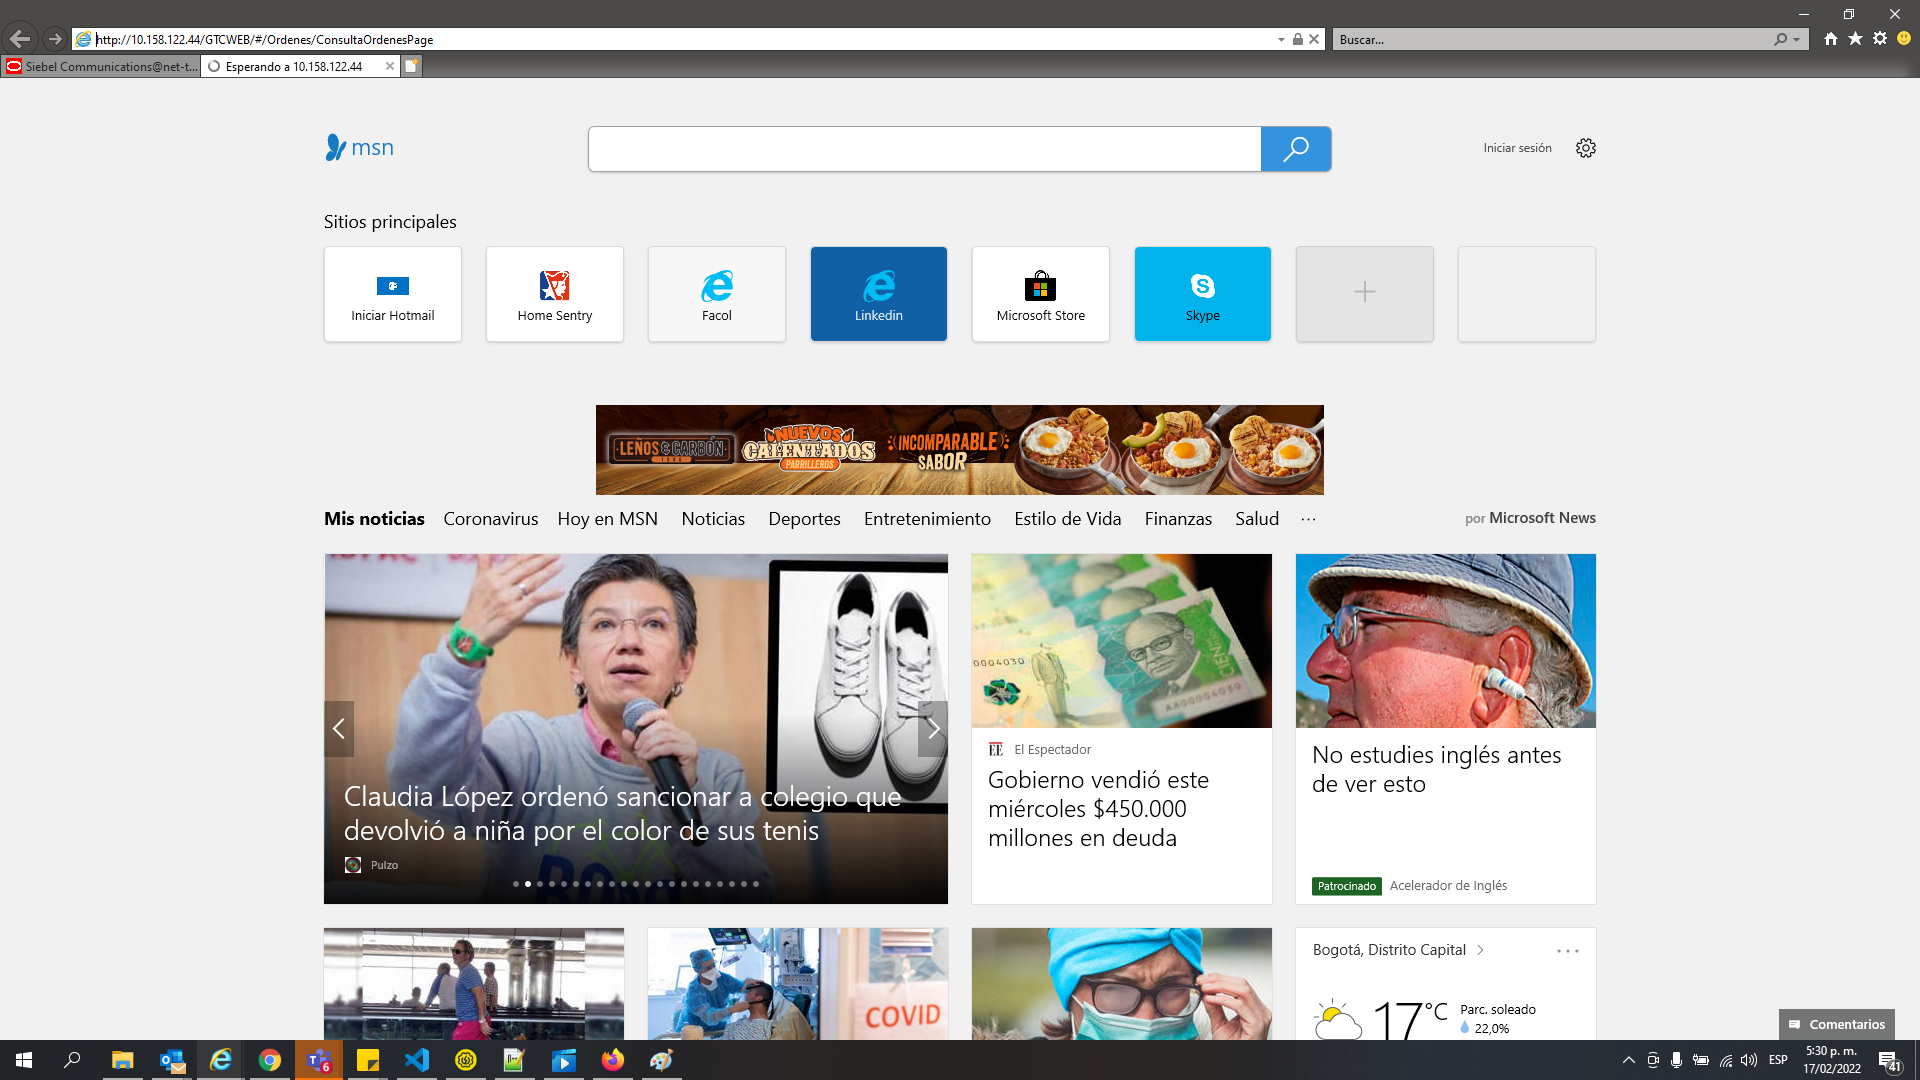 http://10.158.122.44/GTCWEB/#/Ordenes/ConsultaOrdenesPage
Buscar...
Siebel Communications@net-t...
Esperando a 10.158.122.44
msn
Iniciar sesión
Sitios principales
Iniciar Hotmail
Home Sentry
Facol
Linkedin
Microsoft Store
Skype
LEÑOS & CARBÓN
NUEVOS
CALENTADOS
PARRILLEROS
INCOMPARABLE
SABOR
Mis noticias
Coronavirus
Hoy en MSN
Noticias
Deportes
Entretenimiento
Estilo de Vida
Finanzas
Salud
...
por Microsoft News
Claudia López ordenó sancionar a colegio que
devolvió a niña por el color de sus tenis
Pulzo
0004030
CIEN
AA00004030
EE El Espectador
Gobierno vendió este
miércoles $450.000
millones en deuda
No estudies inglés antes
de ver esto
Patrocinado Acelerador de Inglés
COVID
Bogotá, Distrito Capital
17°C
Parc. soleado
22,0%
Comentarios
6
ESP
5:30 p. m.
17/02/2022
41